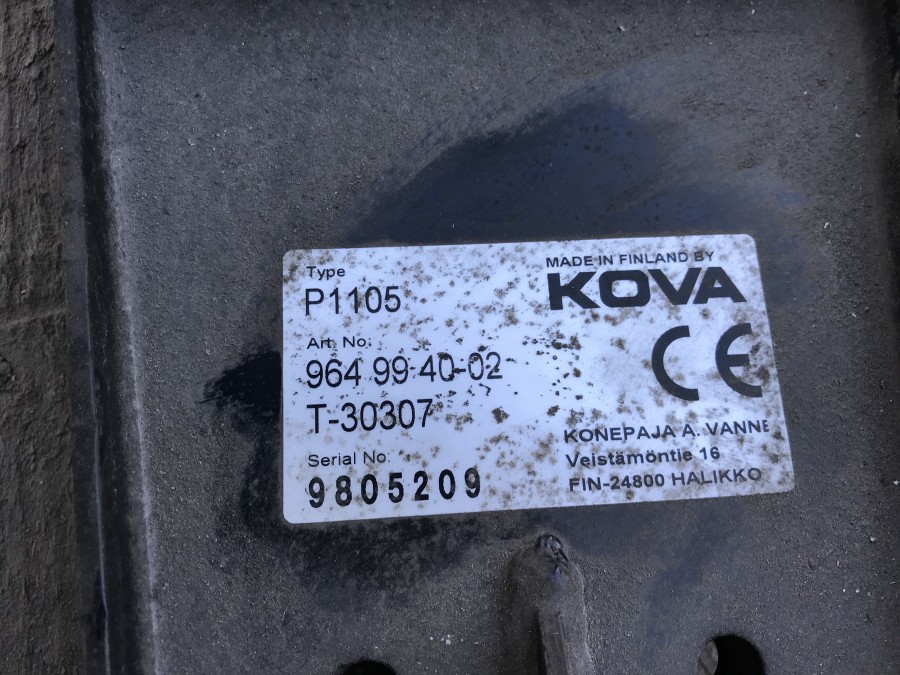 Type
P1105
Art. No:
964 99 40-02
T-30307
Serial No:
9805209
MADE IN FINLAND BY
KOVA
CE
KONEPAJA A. VANNE
Veistämöntie 16
FIN-24800 HALIKKO